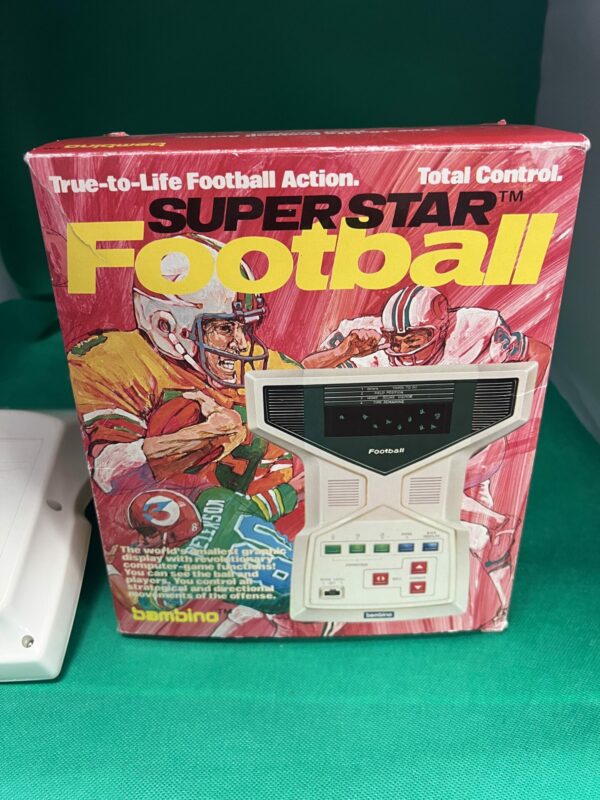 bambino
True-to-Life Football Action. Total Control.
SUPER STAR™
Football
Football
The world's smallest graphic
display with revolutionary
computer-game functions!
You can see the ball and
players. You control all
strategical and directional
movements of the offense.
bambino™
bambino